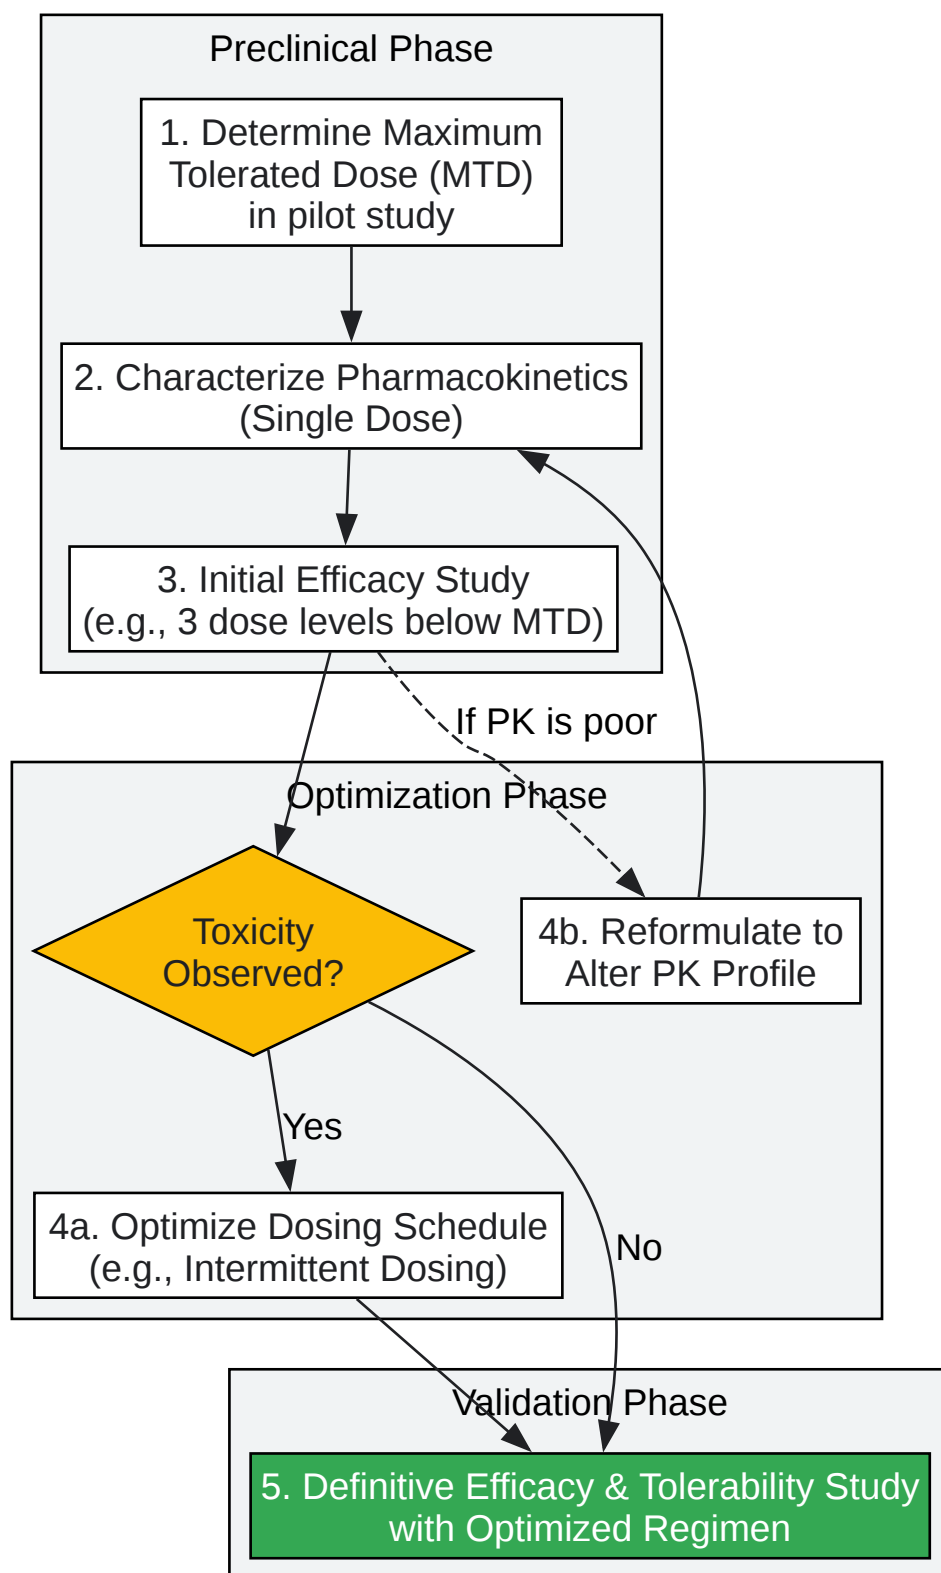 Preclinical Phase
1. Determine Maximum
Tolerated Dose (MTD)
in pilot study
2. Characterize Pharmacokinetics
(Single Dose)
3. Initial Efficacy Study
(e.g., 3 dose levels below MTD)
If PK is poor
Optimization Phase
Toxicity
Observed?
4b. Reformulate to
Alter PK Profile
Yes
4a. Optimize Dosing Schedule
(e.g., Intermittent Dosing)
No
Validation Phase
5. Definitive Efficacy & Tolerability Study
with Optimized Regimen